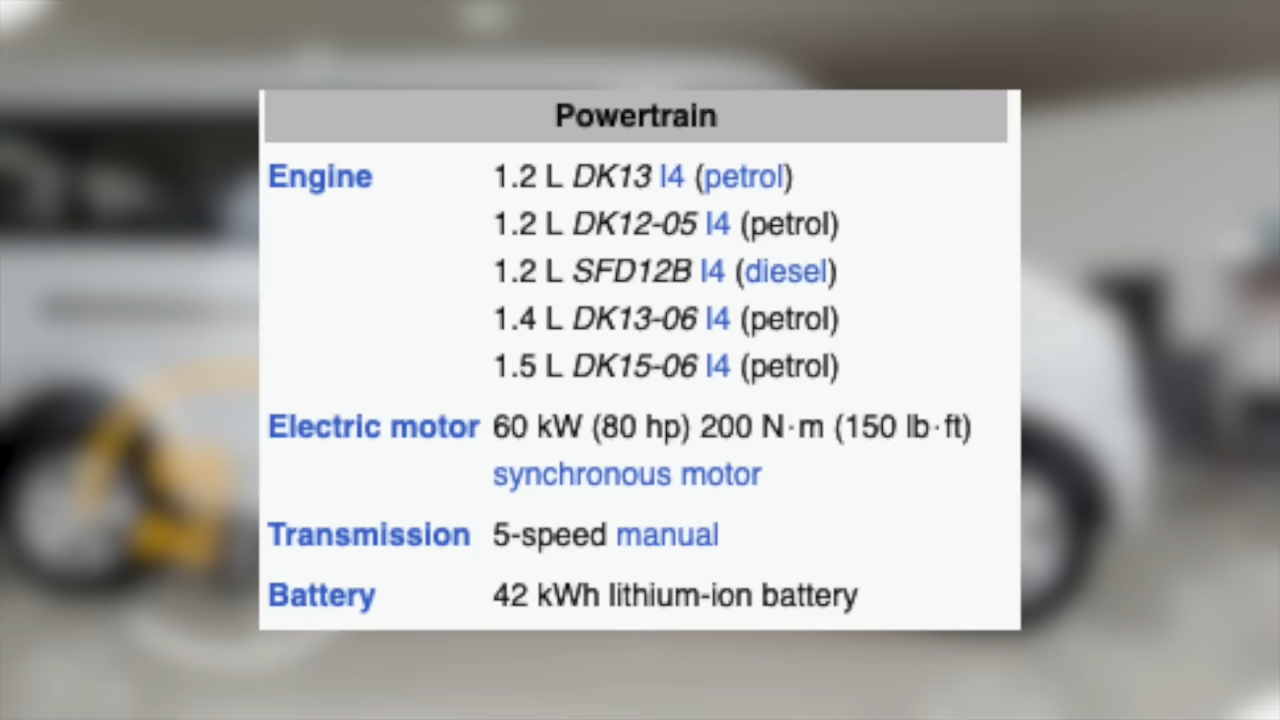 Powertrain
Engine 1.2 L DK13 I4 (petrol)
1.2 L DK12-05 I4 (petrol)
1.2 L SFD12B I4 (diesel)
1.4 L DK13-06 I4 (petrol)
1.5 L DK15-06 I4 (petrol)
Electric motor 60 kW (80 hp) 200 N·m (150 lb·ft)
synchronous motor
Transmission 5-speed manual
Battery 42 kWh lithium-ion battery